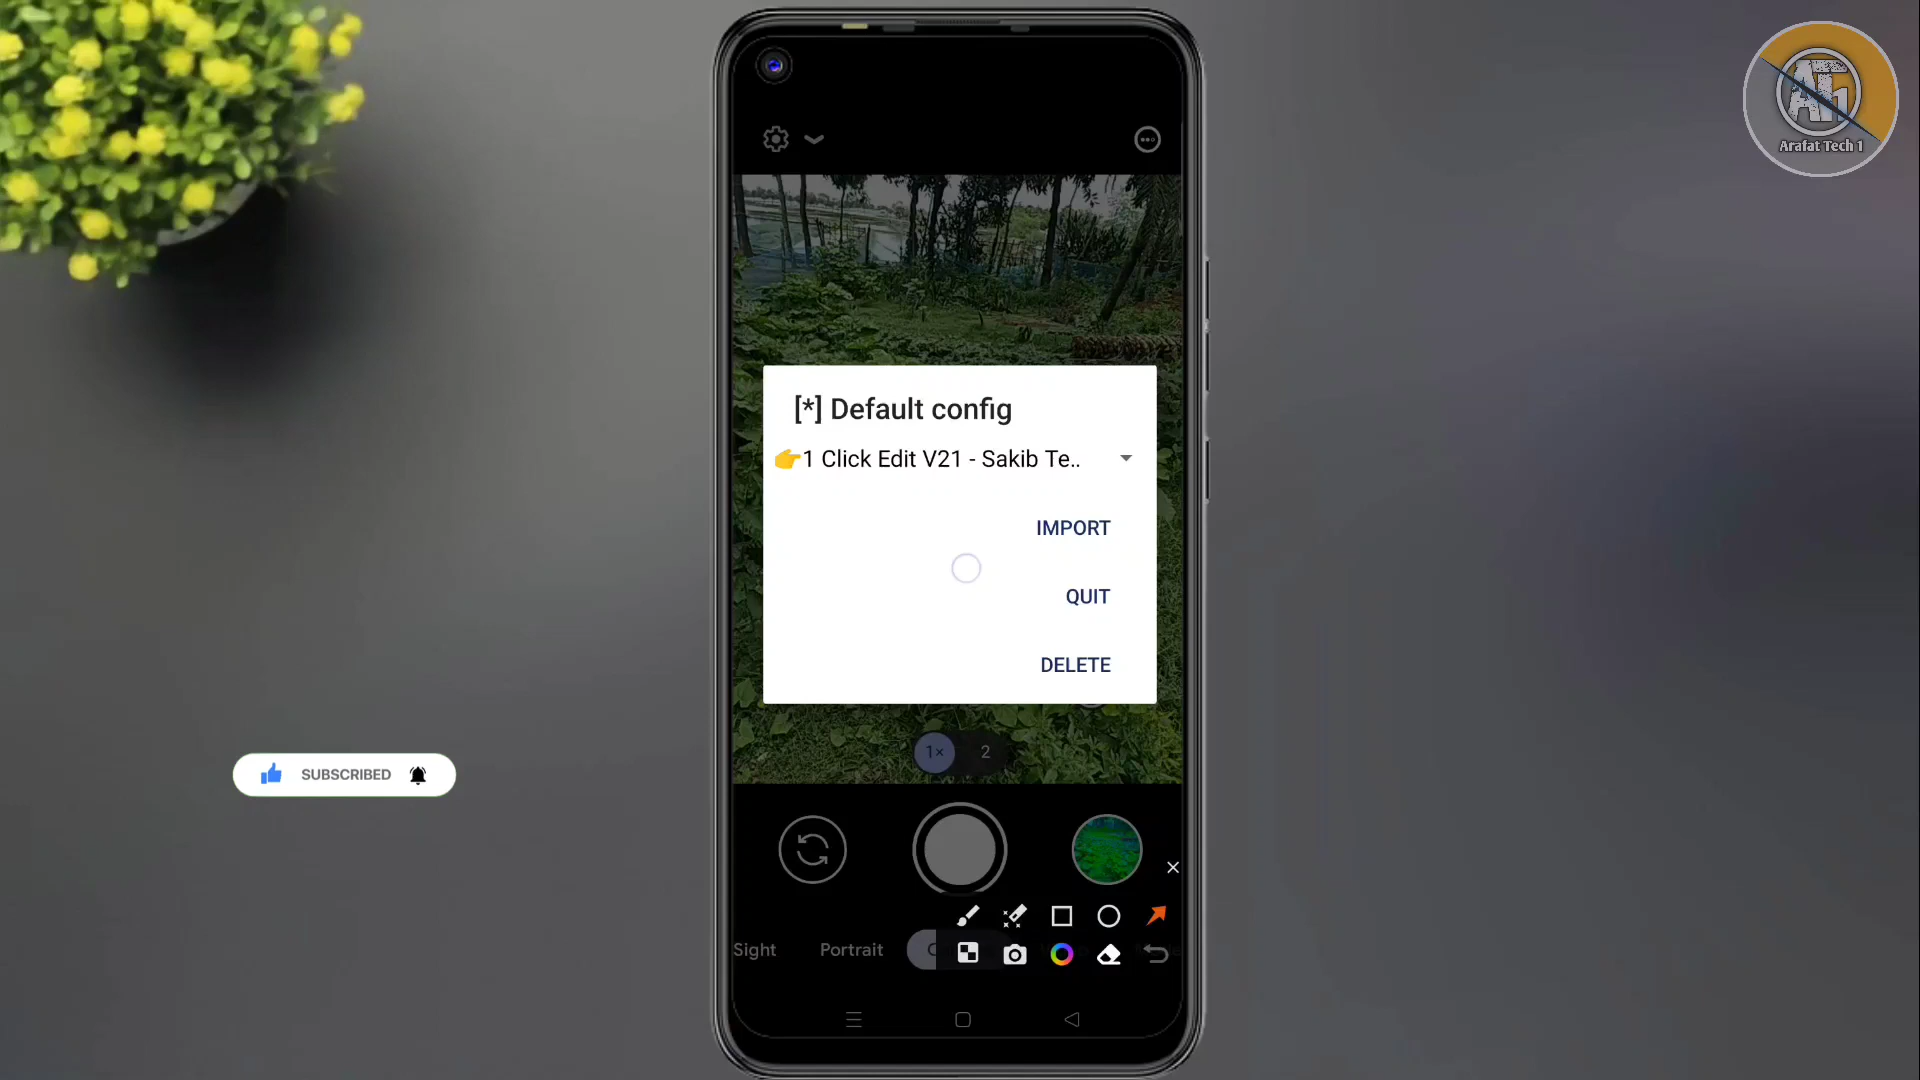 AT1
Arafat Tech 1
[*] Default config
👉1 Click Edit V21 - Sakib Te..
IMPORT
QUIT
DELETE
1×
2
SUBSCRIBED
Sight
Portrait